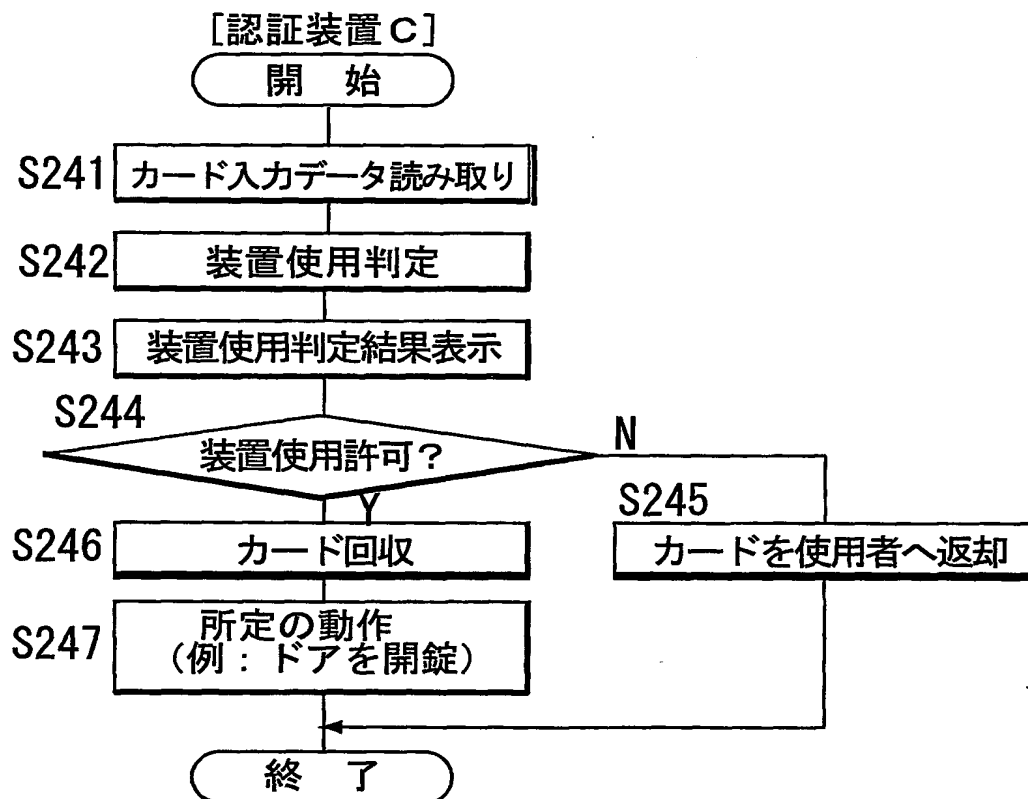 [認証装置C]
開 始
S241 カード入力データ読み取り
S242 装置使用判定
S243 装置使用判定結果表示
S244
装置使用許可?
N
Y
S245
S246 カード回収
カードを使用者へ返却
S247 所定の動作
(例:ドアを開錠)
終 了